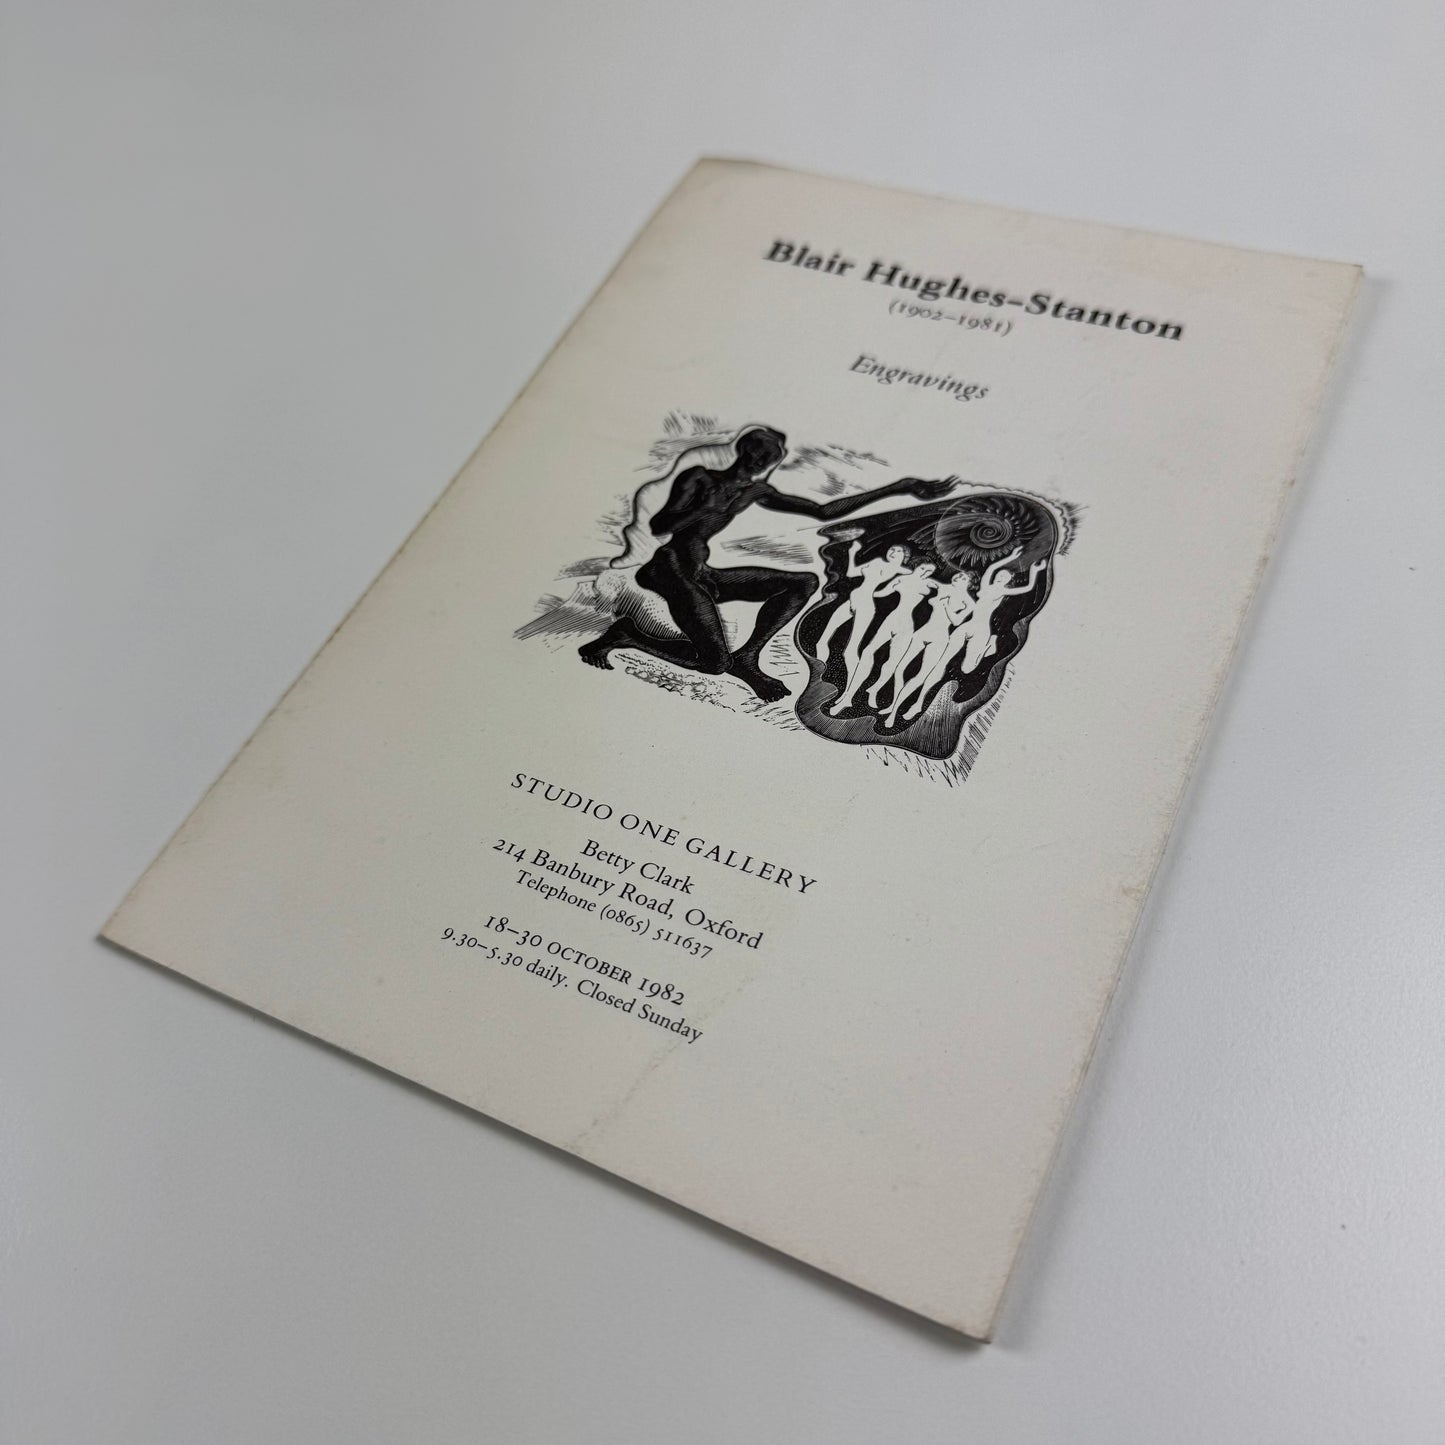 Blair Hughes-Stanton
(1902–1981)
Engravings
STUDIO ONE GALLERY
Betty Clark
214 Banbury Road, Oxford
Telephone (0865) 511637
18–30 OCTOBER 1982
9.30–5.30 daily. Closed Sunday